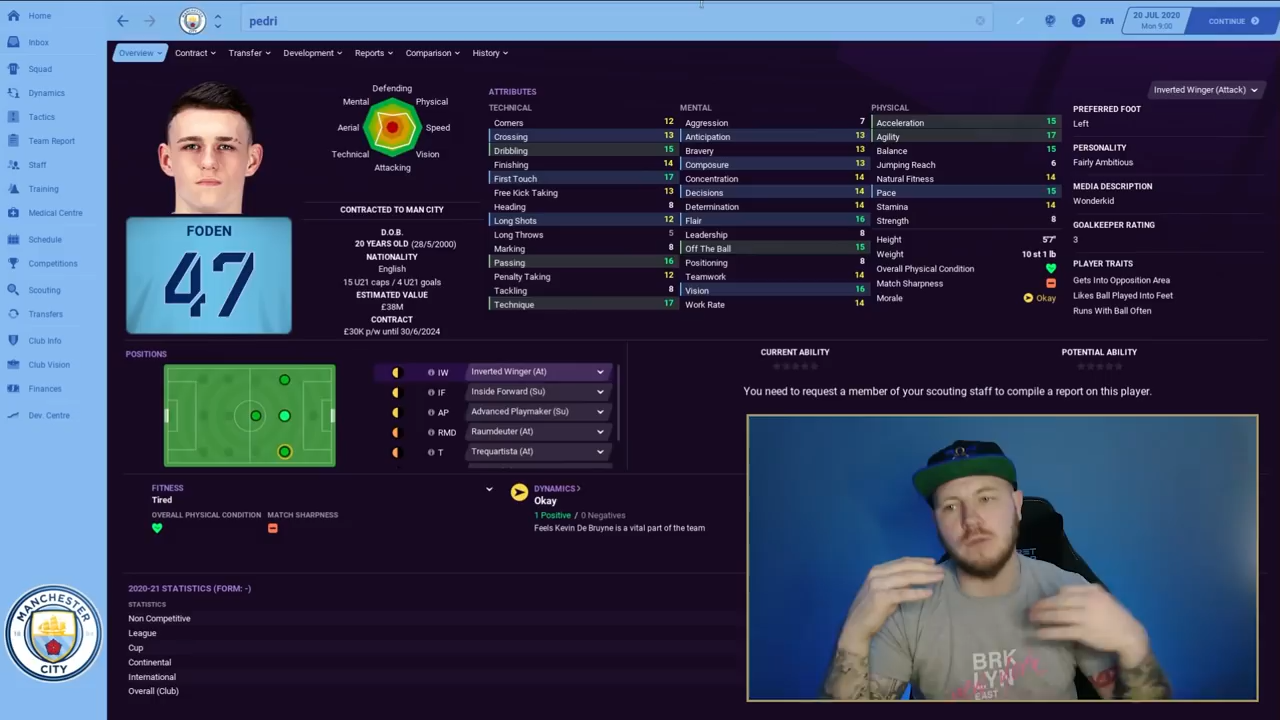 Home
Inbox
Squad
Dynamics
Tactics
Team Report
Staff
Training
Medical Centre
Schedule
Competitions
Scouting
Transfers
Club Info
Club Vision
Finances
Dev. Centre
MANCHESTER
18 94
CITY
pedri
?
FM
20 JUL 2020
Mon 9:00
CONTINUE
Overview
Contract
Transfer
Development
Reports
Comparison
History
FODEN
47
Defending
Mental Physical
Aerial Speed
Technical Vision
Attacking
CONTRACTED TO MAN CITY
D.O.B.
20 YEARS OLD (28/5/2000)
NATIONALITY
English
15 U21 caps / 4 U21 goals
ESTIMATED VALUE
£38M
CONTRACT
£30K p/w until 30/6/2024
ATTRIBUTES
TECHNICAL
Corners 12
Crossing 13
Dribbling 15
Finishing 14
First Touch 17
Free Kick Taking 13
Heading 8
Long Shots 12
Long Throws 5
Marking 8
Passing 16
Penalty Taking 12
Tackling 8
Technique 17
MENTAL
Aggression 7
Anticipation 13
Bravery 13
Composure 13
Concentration 14
Decisions 14
Determination 14
Flair 16
Leadership 8
Off The Ball 15
Positioning 8
Teamwork 14
Vision 16
Work Rate 14
PHYSICAL
Acceleration 15
Agility 17
Balance 15
Jumping Reach 6
Natural Fitness 14
Pace 15
Stamina 14
Strength 8
Height 5'7"
Weight 10 st 1 lb
Overall Physical Condition
Match Sharpness
Morale Okay
Inverted Winger (Attack)
PREFERRED FOOT
Left
PERSONALITY
Fairly Ambitious
MEDIA DESCRIPTION
Wonderkid
GOALKEEPER RATING
3
PLAYER TRAITS
Gets Into Opposition Area
Likes Ball Played Into Feet
Runs With Ball Often
POSITIONS
IW Inverted Winger (At)
IF Inside Forward (Su)
AP Advanced Playmaker (Su)
RMD Raumdeuter (At)
T Trequartista (At)
CURRENT ABILITY
POTENTIAL ABILITY
You need to request a member of your scouting staff to compile a report on this player.
FITNESS
Tired
OVERALL PHYSICAL CONDITION
MATCH SHARPNESS
DYNAMICS>
Okay
1 Positive / 0 Negatives
Feels Kevin De Bruyne is a vital part of the team
2020-21 STATISTICS (FORM: -)
STATISTICS
Non Competitive
League
Cup
Continental
International
Overall (Club)
BRK
LYN
EAST